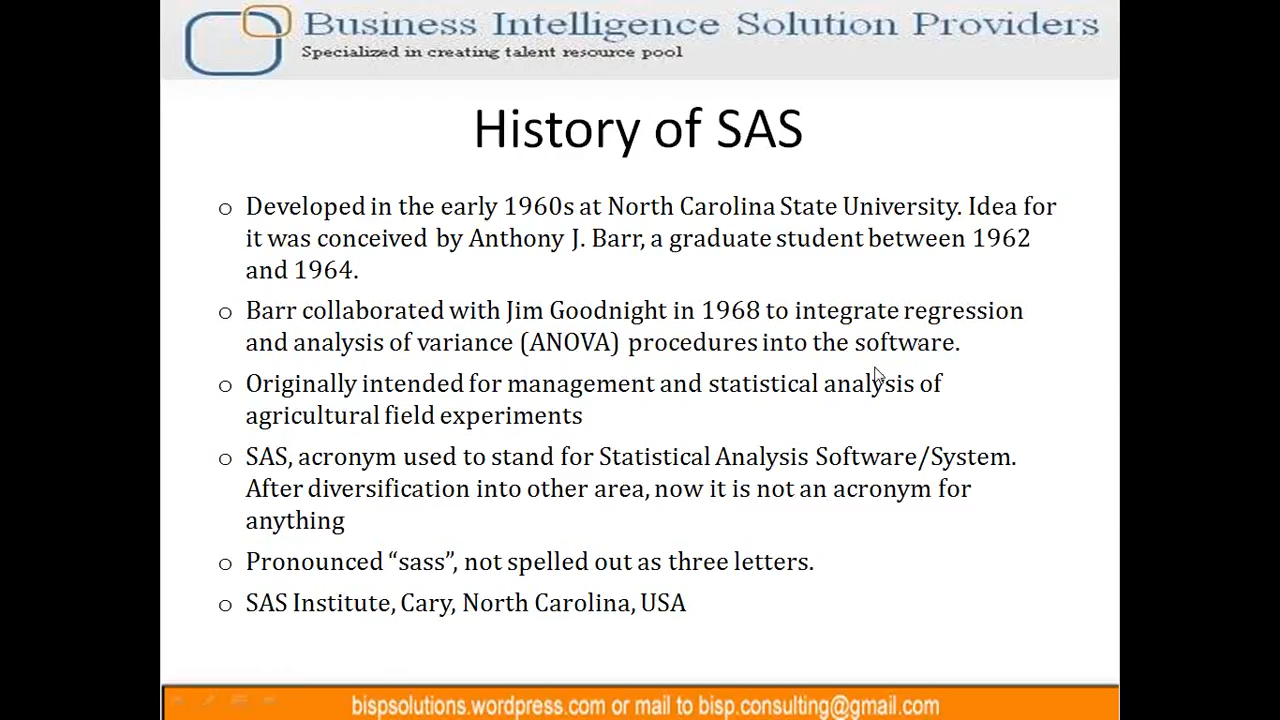 Business Intelligence Solution Providers
Specialized in creating talent resource pool
History of SAS
o Developed in the early 1960s at North Carolina State University. Idea for
it was conceived by Anthony J. Barr, a graduate student between 1962
and 1964.
o Barr collaborated with Jim Goodnight in 1968 to integrate regression
and analysis of variance (ANOVA) procedures into the software.
o Originally intended for management and statistical analysis of
agricultural field experiments
o SAS, acronym used to stand for Statistical Analysis Software/System.
After diversification into other area, now it is not an acronym for
anything
o Pronounced “sass”, not spelled out as three letters.
o SAS Institute, Cary, North Carolina, USA
bispsolutions.wordpress.com or mail to bisp.consulting@gmail.com